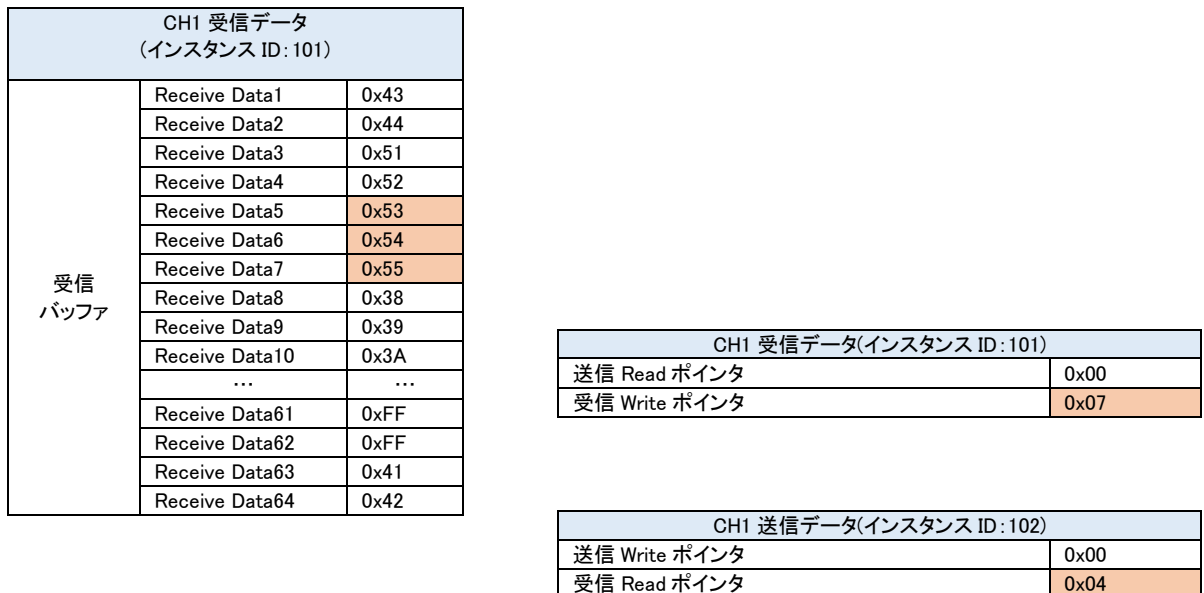 CH1 受信データ
(インスタンス ID：101)
受信
バッファ
Receive Data1 0x43
Receive Data2 0x44
Receive Data3 0x51
Receive Data4 0x52
Receive Data5 0x53
Receive Data6 0x54
Receive Data7 0x55
Receive Data8 0x38
Receive Data9 0x39
Receive Data10 0x3A
… …
Receive Data61 0xFF
Receive Data62 0xFF
Receive Data63 0x41
Receive Data64 0x42
CH1 受信データ(インスタンス ID：101)
送信 Read ポインタ 0x00
受信 Write ポインタ 0x07
CH1 送信データ(インスタンス ID：102)
送信 Write ポインタ 0x00
受信 Read ポインタ 0x04